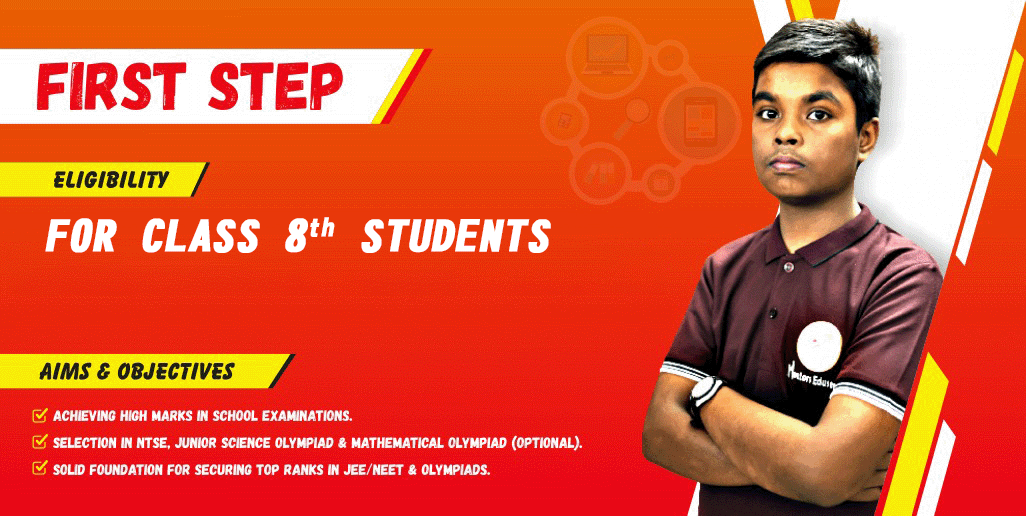 FIRST STEP
ELIGIBILITY
FOR CLASS 8th STUDENTS
AIMS & OBJECTIVES
ACHIEVING HIGH MARKS IN SCHOOL EXAMINATIONS.
SELECTION IN NTSE, JUNIOR SCIENCE OLYMPIAD & MATHEMATICAL OLYMPIAD (OPTIONAL).
SOLID FOUNDATION FOR SECURING TOP RANKS IN JEE/NEET & OLYMPIADS.